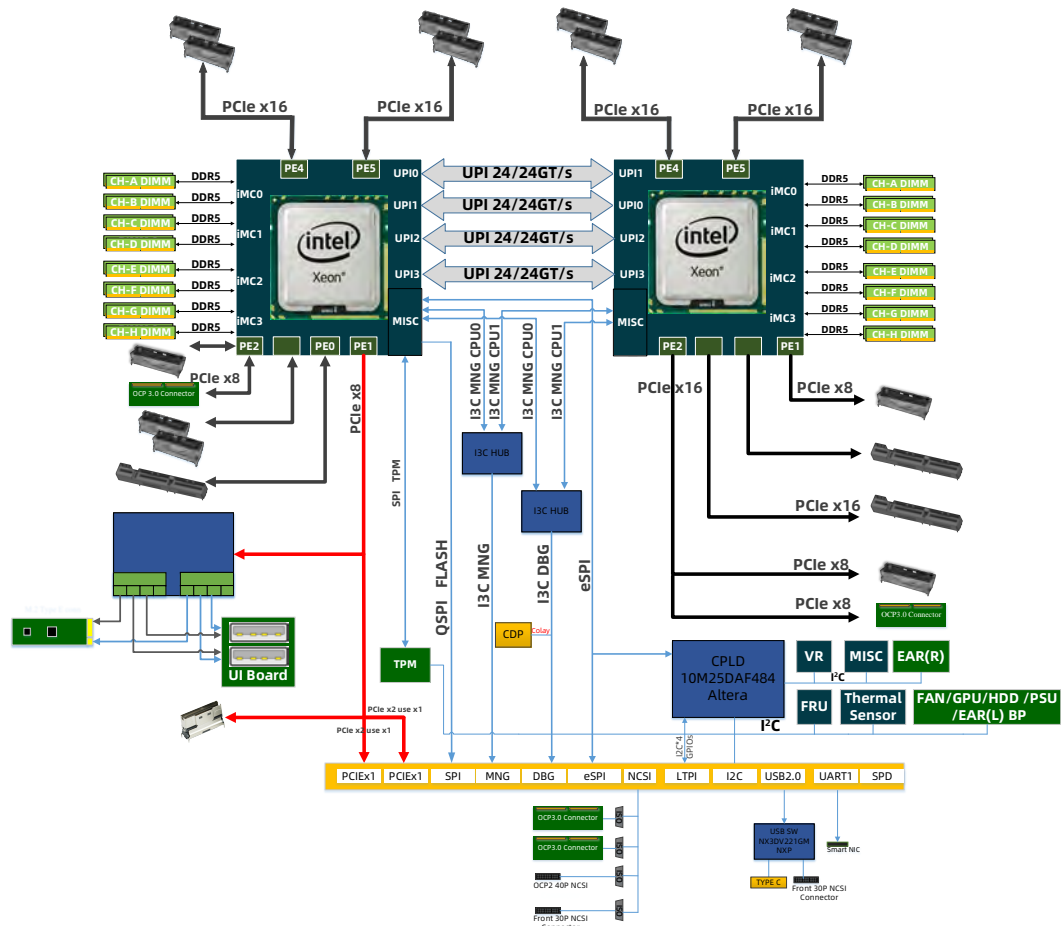 PCIe x16
PCIe x16
PCIe x16
PCIe x16
PE4
PE5
UPI0
UPI 24/24GT/s
UPI1
PE4
PE5
CH-A DIMM
DDR5
iMC0
CH-B DIMM
DDR5
UPI1
UPI 24/24GT/s
UPI0
CH-C DIMM
DDR5
iMC1
CH-D DIMM
DDR5
UPI2
UPI 24/24GT/s
UPI2
CH-E DIMM
DDR5
iMC2
CH-F DIMM
DDR5
UPI3
UPI 24/24GT/s
UPI3
CH-G DIMM
DDR5
iMC3
CH-H DIMM
DDR5
intel
Xeon®
MISC
intel
Xeon®
MISC
iMC0
DDR5
CH-A DIMM
DDR5
CH-B DIMM
iMC1
DDR5
CH-C DIMM
DDR5
CH-D DIMM
iMC2
DDR5
CH-E DIMM
DDR5
CH-F DIMM
iMC3
DDR5
CH-G DIMM
DDR5
CH-H DIMM
PE2
PE0
PE1
PE2
PE1
PCIe x8
OCP 3.0 Connector
PCIe x8
I3C MNG CPU0
I3C MNG CPU1
I3C MNG CPU0
I3C MNG CPU1
PCIe x16
PCIe x8
I3C HUB
I3C HUB
SPI TPM
QSPI FLASH
I3C MNG
I3C DBG
eSPI
PCIe x16
PCIe x8
PCIe x8
OCP3.0 Connector
CDP
Colay
TPM
UI Board
CPLD
10M25DAF484
Altera
VR
MISC
EAR(R)
I²C
FRU
Thermal
Sensor
FAN/GPU/HDD /PSU
/EAR(L) BP
I²C
PCIe x2 use x1
PCIe x2 use x1
I2C*4
GPIOs
PCIEx1
PCIEx1
SPI
MNG
DBG
eSPI
NCSI
LTPI
I2C
USB2.0
UART1
SPD
OCP3.0 Connector
ISO
OCP3.0 Connector
ISO
OCP2 40P NCSI
ISO
Front 30P NCSI
Connector
ISO
USB SW
NX3DV221GM
NXP
TYPE C
Front 30P NCSI
Connector
Smart NIC